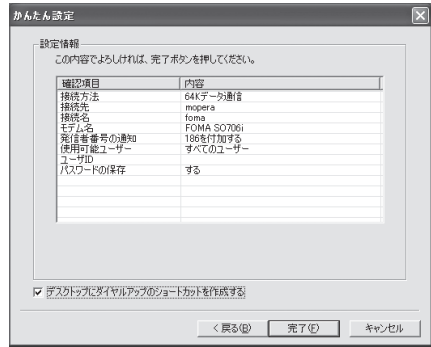 かんたん設定
設定情報
この内容でよろしければ、完了ボタンを押してください。
確認項目 内容
接続方法 64Kデータ通信
接続先 mopera
接続名 foma
モデム名 FOMA SO706i
発信者番号の通知 186を付加する
使用可能ユーザー すべてのユーザー
ユーザID
パスワードの保存 する
デスクトップにダイヤルアップのショートカットを作成する
< 戻る(B) 完了(F) キャンセル